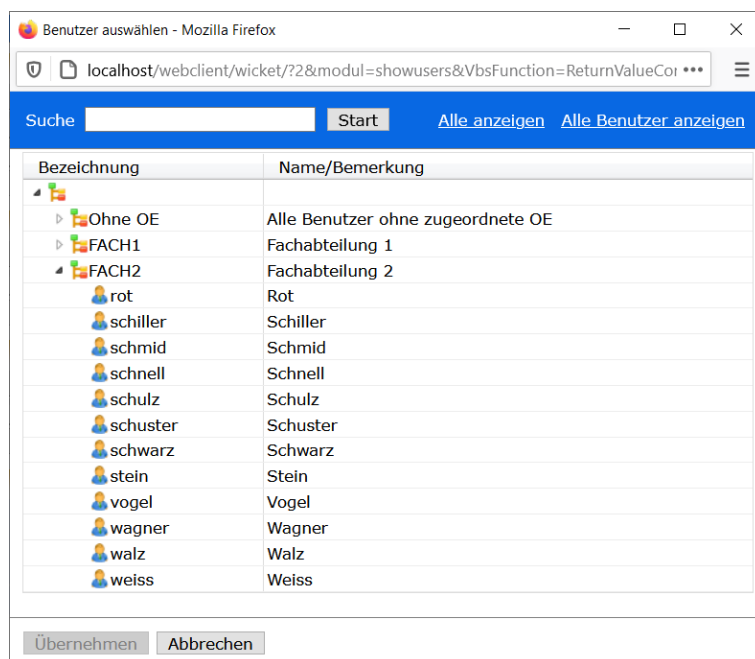 Benutzer auswählen - Mozilla Firefox
localhost/webclient/wicket/?2&modul=showusers&VbsFunction=ReturnValueCor •••
Suche Start Alle anzeigen Alle Benutzer anzeigen
Bezeichnung Name/Bemerkung
Ohne OE Alle Benutzer ohne zugeordnete OE
FACH1 Fachabteilung 1
FACH2 Fachabteilung 2
rot Rot
schiller Schiller
schmid Schmid
schnell Schnell
schulz Schulz
schuster Schuster
schwarz Schwarz
stein Stein
vogel Vogel
wagner Wagner
walz Walz
weiss Weiss
Übernehmen Abbrechen